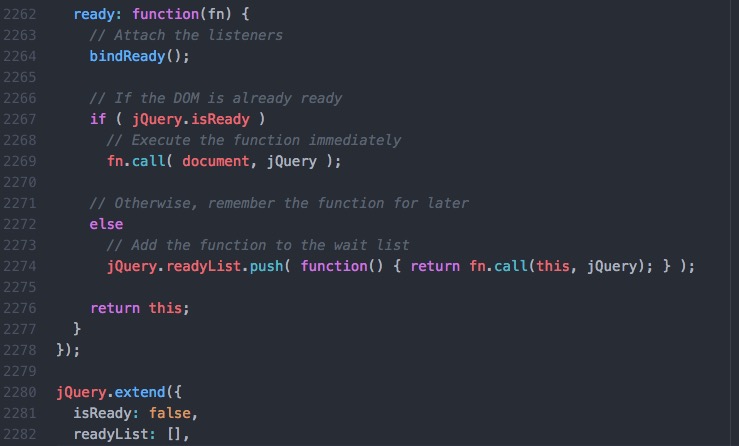 2262 ready: function(fn) {
2263 // Attach the listeners
2264 bindReady();
2265
2266 // If the DOM is already ready
2267 if ( jQuery.isReady )
2268 // Execute the function immediately
2269 fn.call( document, jQuery );
2270
2271 // Otherwise, remember the function for later
2272 else
2273 // Add the function to the wait list
2274 jQuery.readyList.push( function() { return fn.call(this, jQuery); } );
2275
2276 return this;
2277 }
2278 });
2279
2280 jQuery.extend({
2281 isReady: false,
2282 readyList: [],